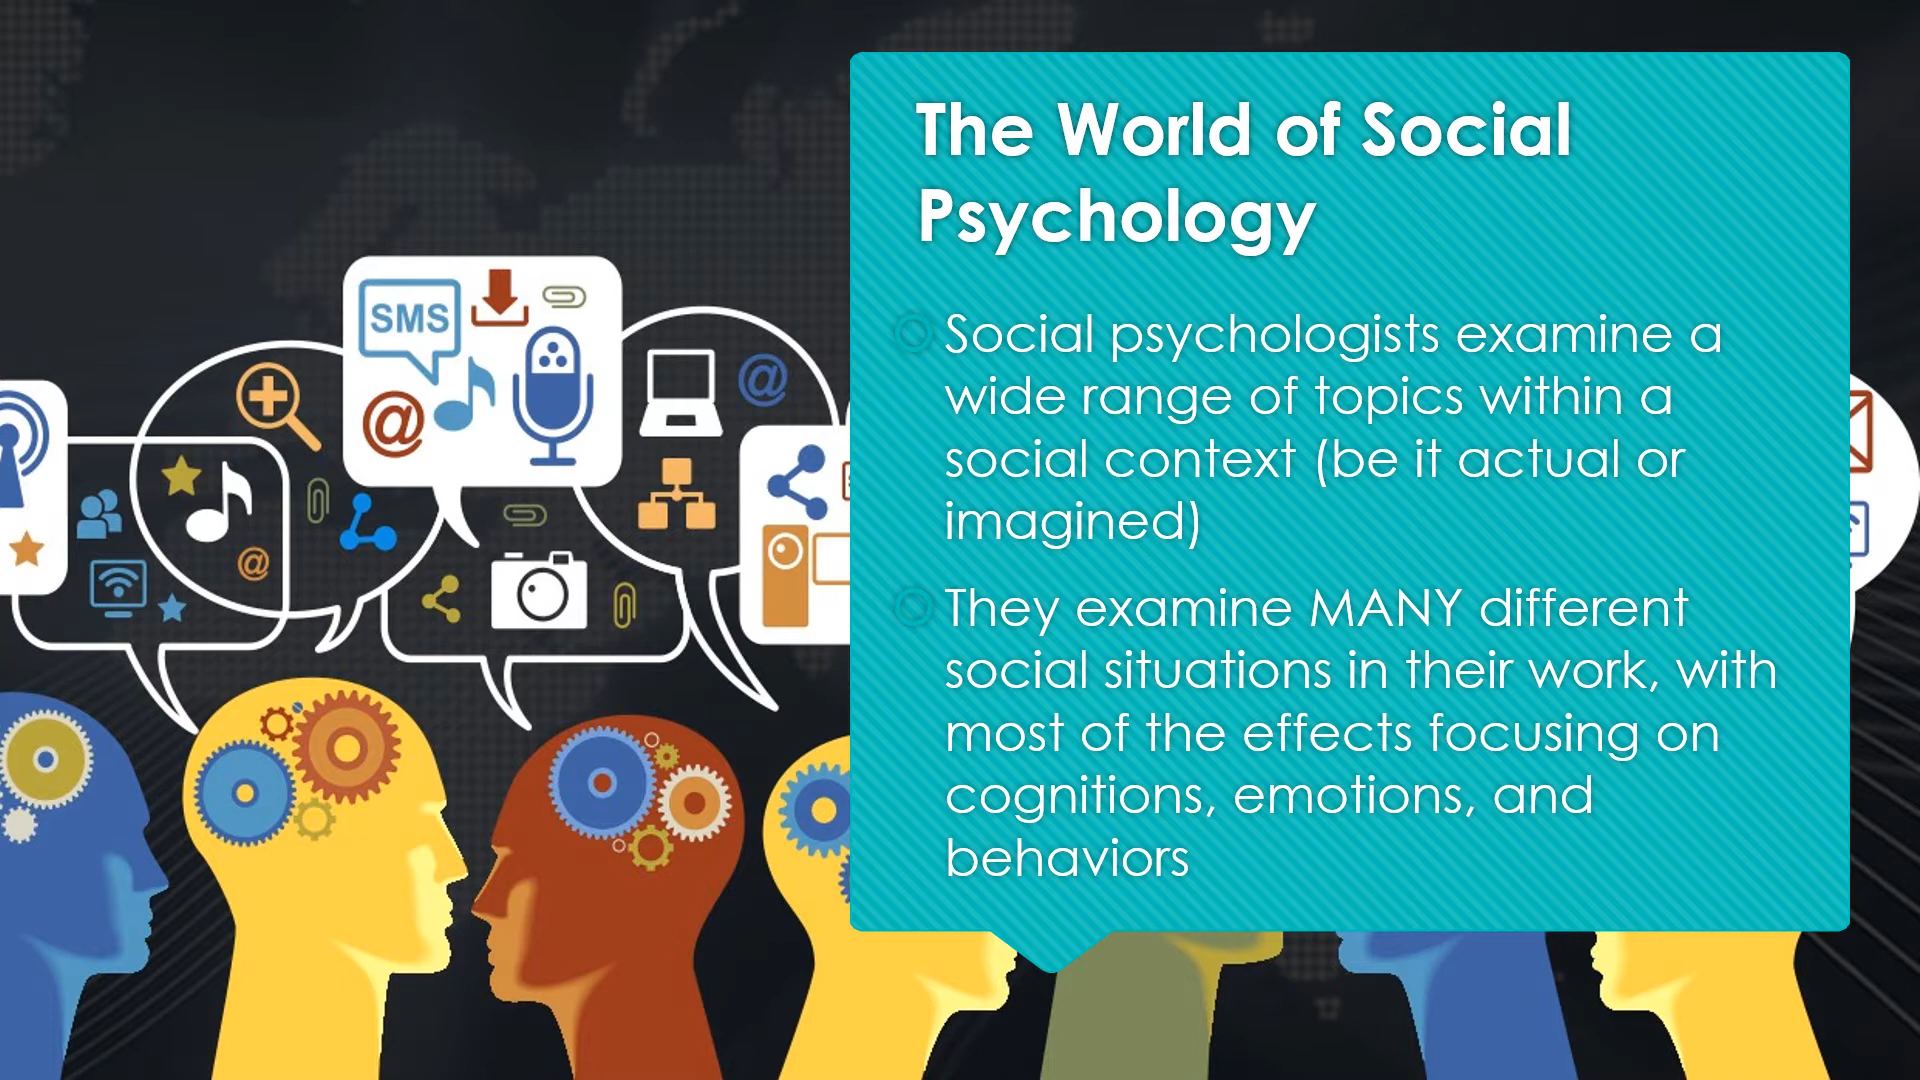 The World of Social
Psychology
Social psychologists examine a
wide range of topics within a
social context (be it actual or
imagined)
They examine MANY different
social situations in their work, with
most of the effects focusing on
cognitions, emotions, and
behaviors
SMS
@
@
@